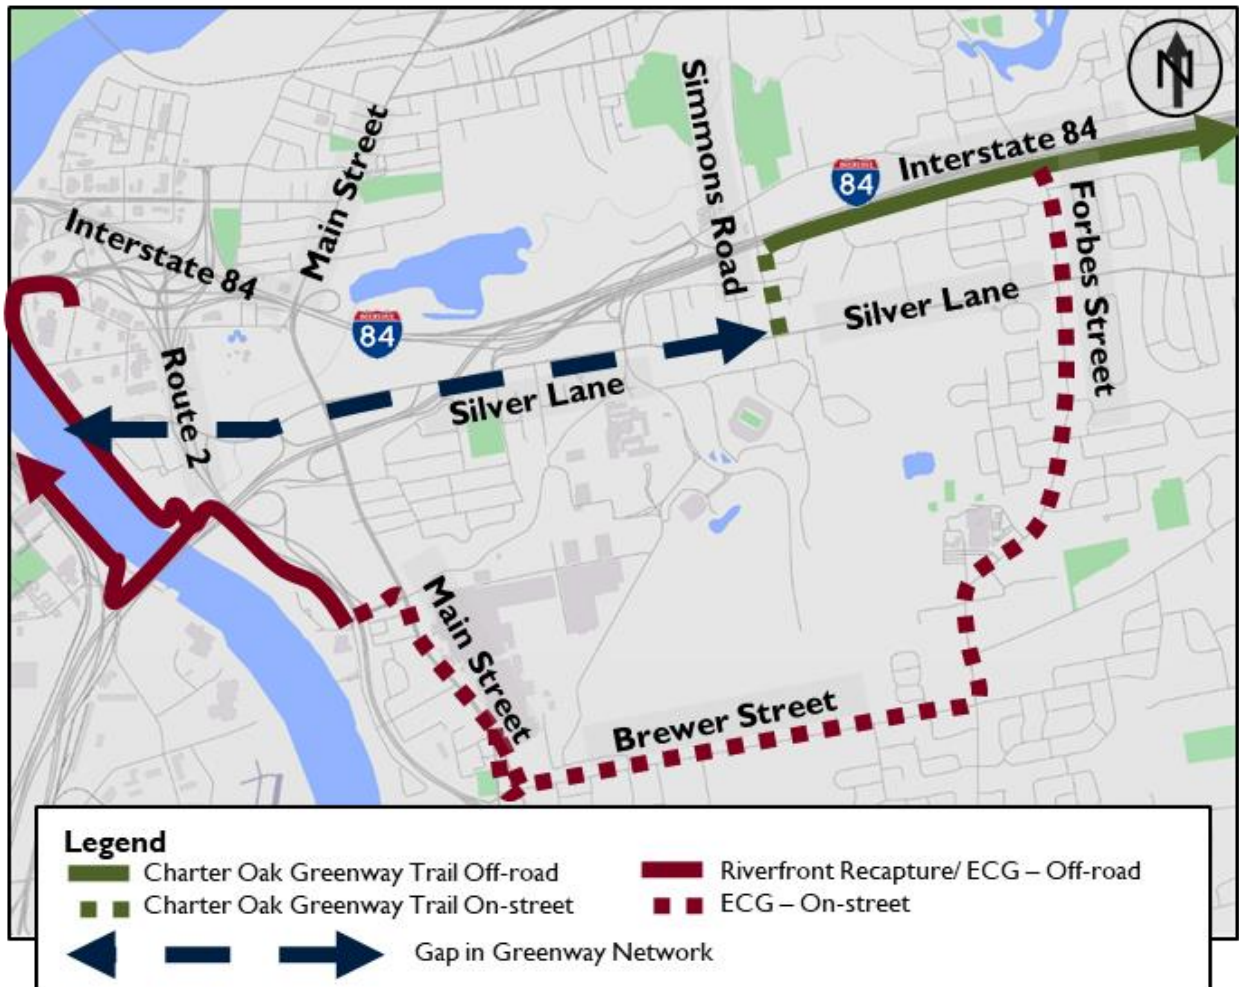 N
Simmons Road
Main Street
Interstate 84
84
Forbes Street
Interstate 84
Silver Lane
84
Route 2
Silver Lane
Main Street
Brewer Street
Legend
Charter Oak Greenway Trail Off-road
Riverfront Recapture/ ECG – Off-road
Charter Oak Greenway Trail On-street
ECG – On-street
Gap in Greenway Network